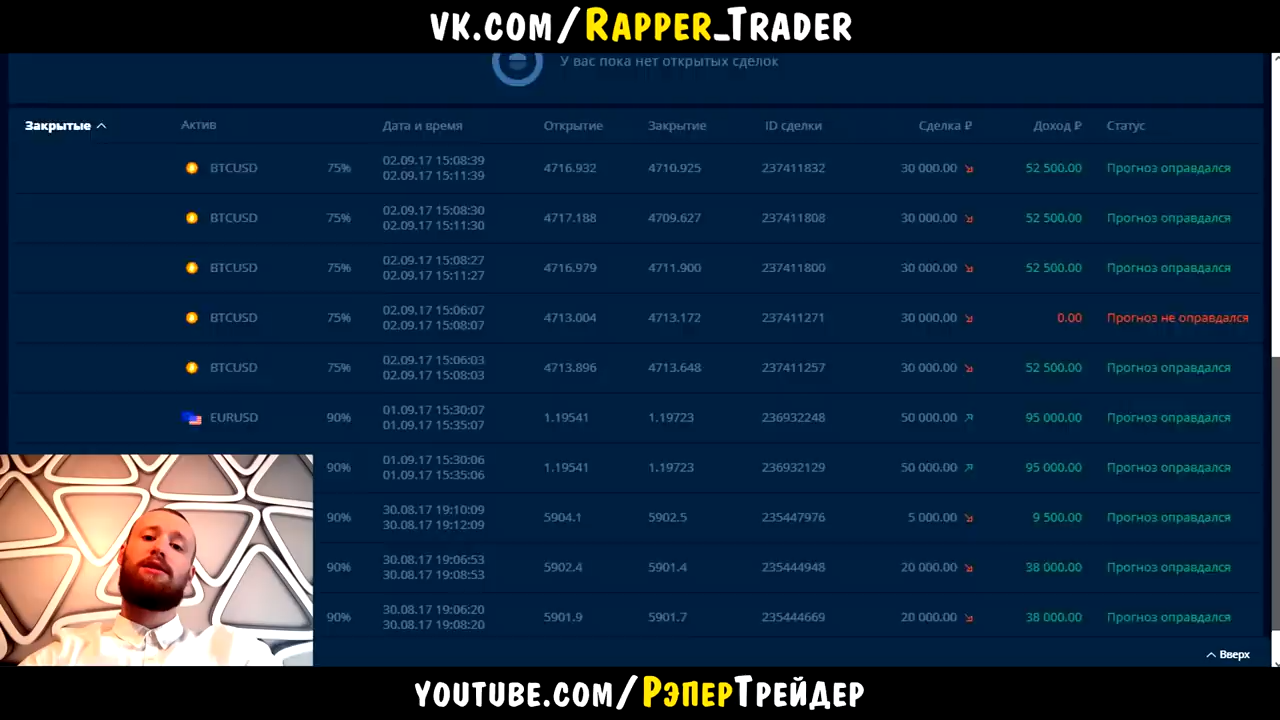 vk.com/Rapper_Trader
У вас пока нет открытых сделок
Закрытые Актив Дата и время Открытие Закрытие ID сделки Сделка ₽ Доход ₽ Статус
BTCUSD 75% 02.09.17 15:08:39 4716.932 4710.925 237411832 30 000.00 52 500.00 Прогноз оправдался
02.09.17 15:11:39
BTCUSD 75% 02.09.17 15:08:30 4717.188 4709.627 237411808 30 000.00 52 500.00 Прогноз оправдался
02.09.17 15:11:30
BTCUSD 75% 02.09.17 15:08:27 4716.979 4711.900 237411800 30 000.00 52 500.00 Прогноз оправдался
02.09.17 15:11:27
BTCUSD 75% 02.09.17 15:06:07 4713.004 4713.172 237411271 30 000.00 0.00 Прогноз не оправдался
02.09.17 15:08:07
BTCUSD 75% 02.09.17 15:06:03 4713.896 4713.648 237411257 30 000.00 52 500.00 Прогноз оправдался
02.09.17 15:08:03
EURUSD 90% 01.09.17 15:30:07 1.19541 1.19723 236932248 50 000.00 95 000.00 Прогноз оправдался
01.09.17 15:35:07
90% 01.09.17 15:30:06 1.19541 1.19723 236932129 50 000.00 95 000.00 Прогноз оправдался
01.09.17 15:35:06
90% 30.08.17 19:10:09 5904.1 5902.5 235447976 5 000.00 9 500.00 Прогноз оправдался
30.08.17 19:12:09
90% 30.08.17 19:06:53 5902.4 5901.4 235444948 20 000.00 38 000.00 Прогноз оправдался
30.08.17 19:08:53
90% 30.08.17 19:06:20 5901.9 5901.7 235444669 20 000.00 38 000.00 Прогноз оправдался
30.08.17 19:08:20
Вверх
youtube.com/РэперТрейдер